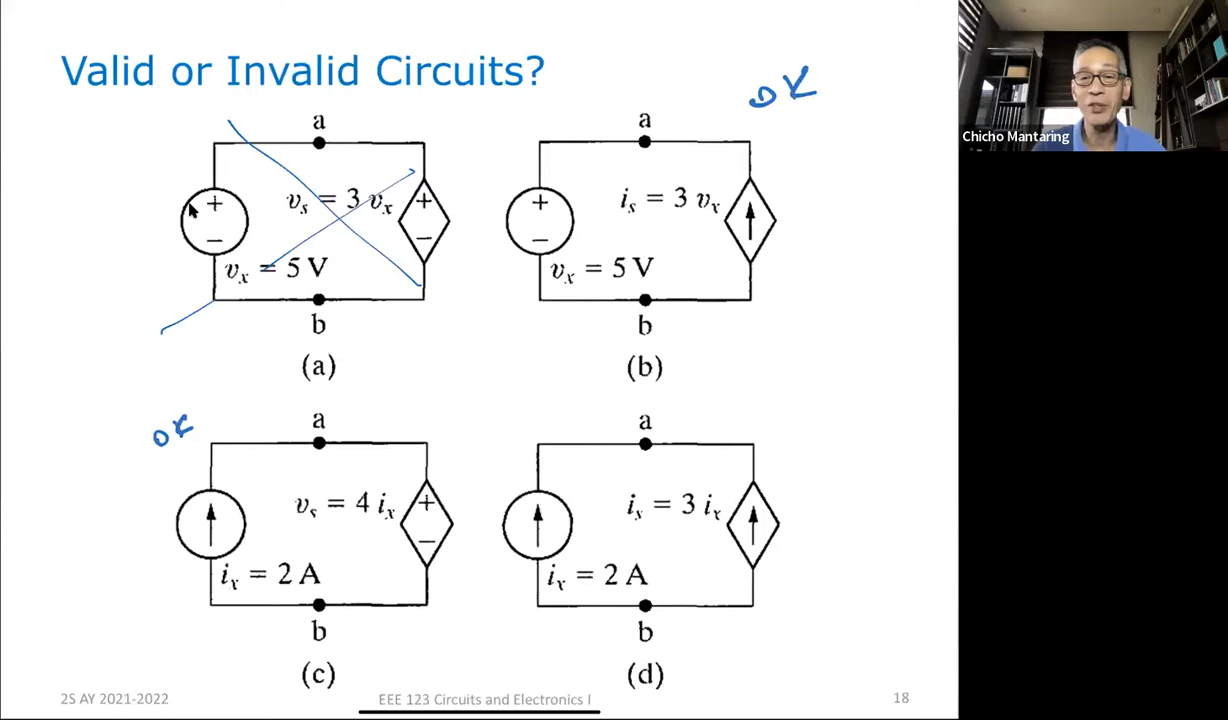 Valid or Invalid Circuits?
OK
Chicho Mantaring
a
+
−
v_s = 3 v_x
+
−
v_x = 5 V
b
(a)
a
+
−
i_s = 3 v_x
v_x = 5 V
b
(b)
OK
a
v_s = 4 i_x
+
−
i_x = 2 A
b
(c)
a
i_s = 3 i_x
i_x = 2 A
b
(d)
2S AY 2021-2022
EEE 123 Circuits and Electronics I
18